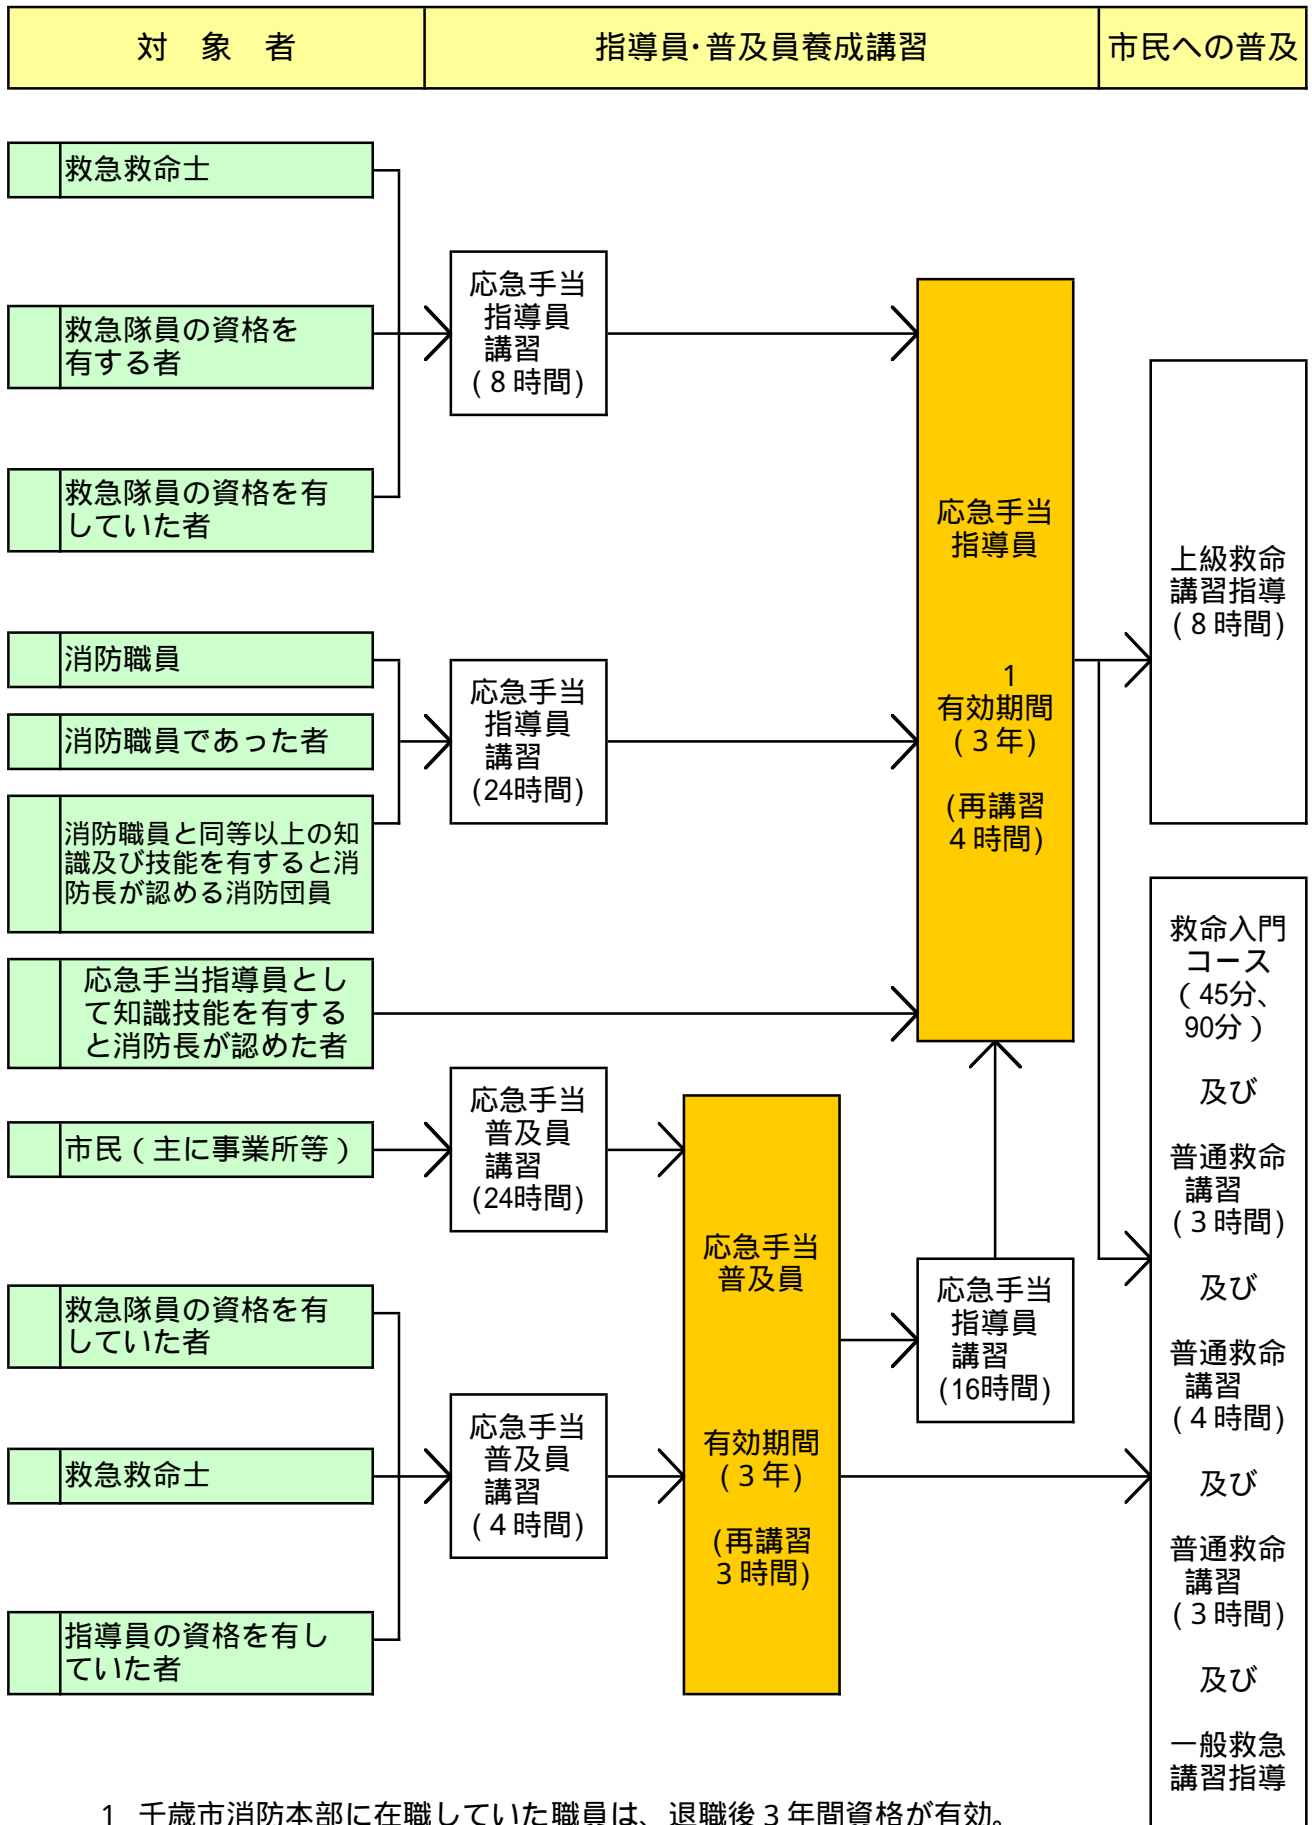 対 象 者
指導員･普及員養成講習
市民への普及
救急救命士
救急隊員の資格を
有する者
救急隊員の資格を有
していた者
応急手当
指導員
講習
(８時間)
消防職員
消防職員であった者
消防職員と同等以上の知
識及び技能を有すると消
防長が認める消防団員
応急手当
指導員
講習
(24時間)
応急手当指導員とし
て知識技能を有する
と消防長が認めた者
応急手当
指導員
1
有効期間
(３年)
(再講習
４時間)
上級救命
講習指導
(８時間)
市民（主に事業所等）
応急手当
普及員
講習
(24時間)
救急隊員の資格を有
していた者
救急救命士
指導員の資格を有し
ていた者
応急手当
普及員
講習
(４時間)
応急手当
普及員
有効期間
(３年)
(再講習
３時間)
応急手当
指導員
講習
(16時間)
救命入門
コース
（45分、
90分）
及び
普通救命
講習
(３時間)
及び
普通救命
講習
(４時間)
及び
普通救命
講習
(３時間)
及び
一般救急
講習指導
1 千歳市消防本部に在職していた職員は、退職後３年間資格が有効。